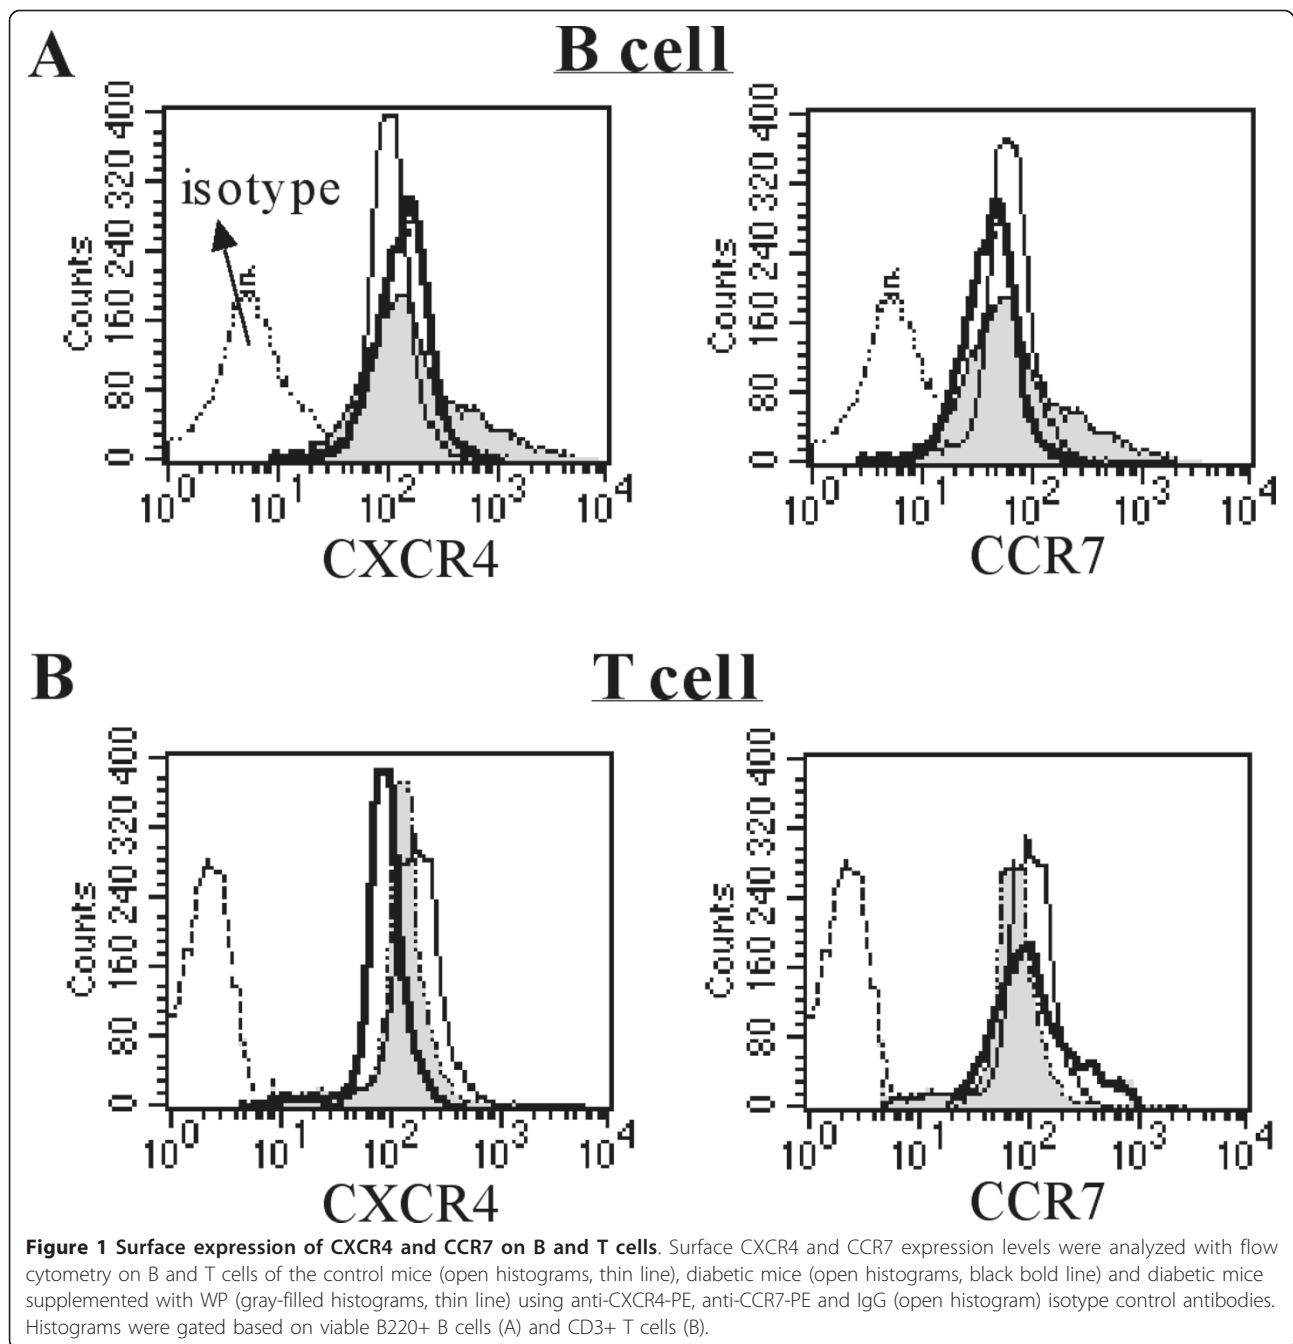 A
B cell
isotype
Counts
0 80 160 240 320 400
10^0 10^1 10^2 10^3 10^4
CXCR4
Counts
0 80 160 240 320 400
10^0 10^1 10^2 10^3 10^4
CCR7
B
T cell
Counts
0 80 160 240 320 400
10^0 10^1 10^2 10^3 10^4
CXCR4
Counts
0 80 160 240 320 400
10^0 10^1 10^2 10^3 10^4
CCR7
Figure 1 Surface expression of CXCR4 and CCR7 on B and T cells. Surface CXCR4 and CCR7 expression levels were analyzed with flow
cytometry on B and T cells of the control mice (open histograms, thin line), diabetic mice (open histograms, black bold line) and diabetic mice
supplemented with WP (gray-filled histograms, thin line) using anti-CXCR4-PE, anti-CCR7-PE and IgG (open histogram) isotype control antibodies.
Histograms were gated based on viable B220+ B cells (A) and CD3+ T cells (B).